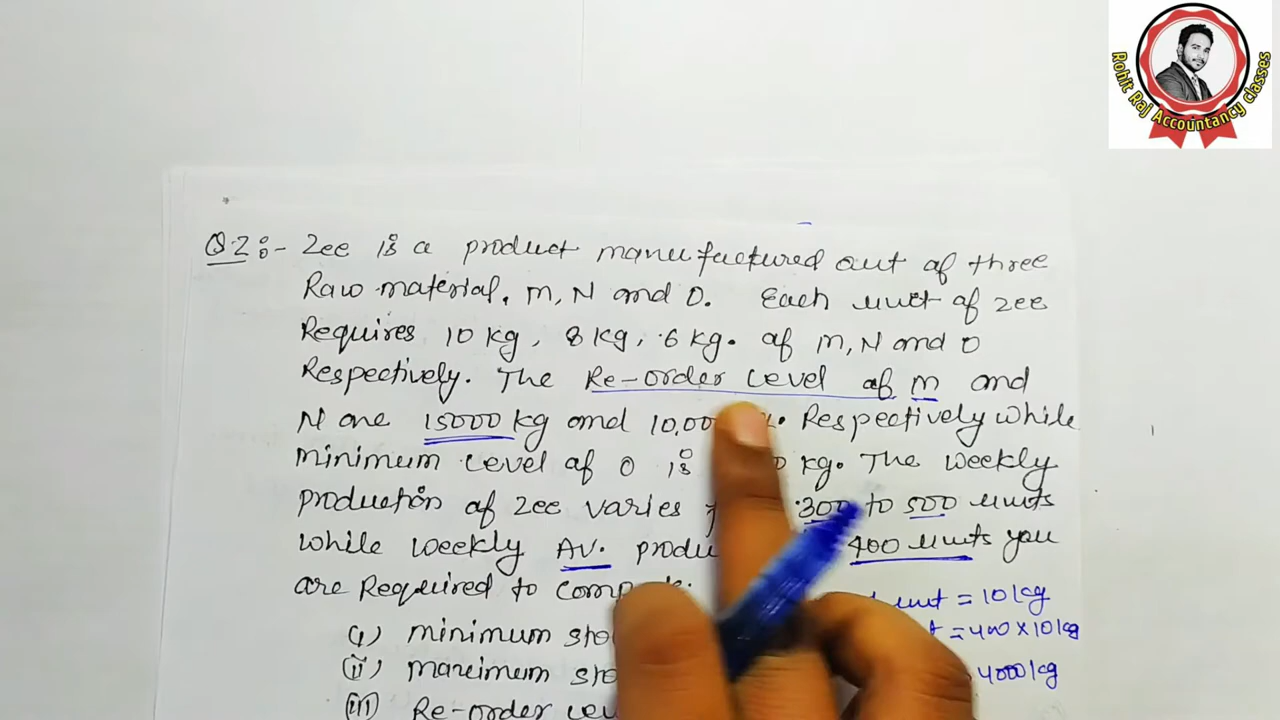 Rohit Raj Accountancy classes
Q.2:- Zee is a product manufactured out of three
Raw material. M, N and O. Each unit of zee
Requires 10 kg, 8 kg, 6 kg. of M, N and O
Respectively. The Re-order Level of M and
N are 15000 kg and 10,00 Respectively while
minimum Level of O is kg. The weekly
production of zee varies 300 to 500 units
while weekly AV. produ 400 units you
are Required to
unit = 10 kg
(i) minimum sto = 400 × 10 kg
(ii) maximum sto 4000 kg
(iii) Re-order